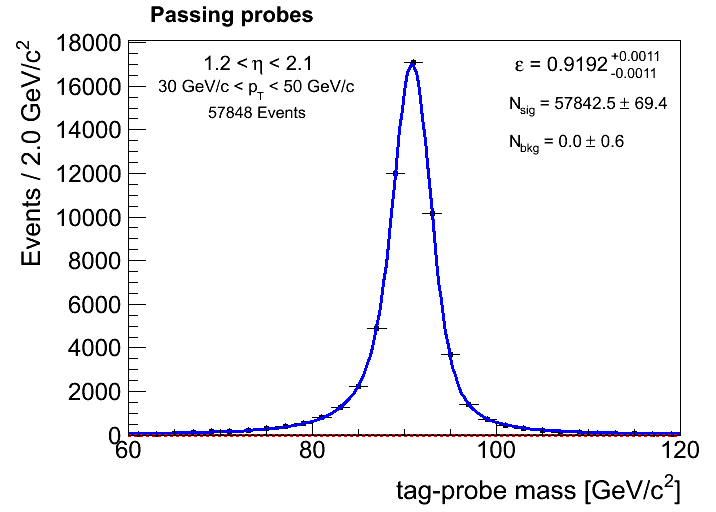 Passing probes
Events / 2.0 GeV/c²
18000
16000
14000
12000
10000
8000
6000
4000
2000
0
1.2 < η < 2.1
30 GeV/c < p_T < 50 GeV/c
57848 Events
ε = 0.9192 +0.0011 -0.0011
N_sig = 57842.5 ± 69.4
N_bkg = 0.0 ± 0.6
60 80 100 120
tag-probe mass [GeV/c²]